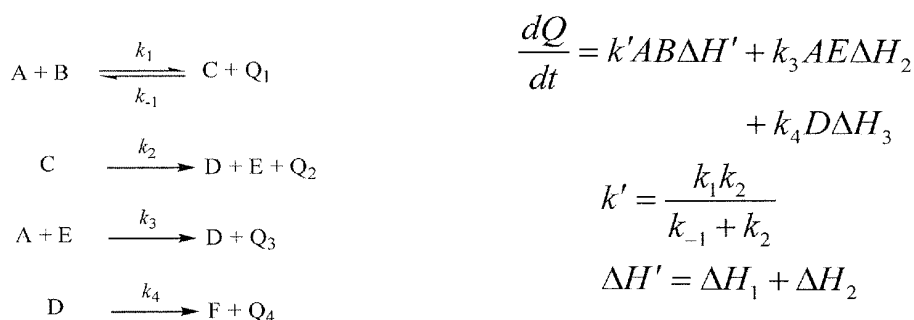 A + B ⇌ C + Q₁
k₁
k₋₁
C ⟶ D + E + Q₂
k₂
A + E ⟶ D + Q₃
k₃
D ⟶ F + Q₄
k₄
dQ/dt = k'ABΔH' + k₃AEΔH₂
+ k₄DΔH₃
k' = k₁k₂/(k₋₁ + k₂)
ΔH' = ΔH₁ + ΔH₂